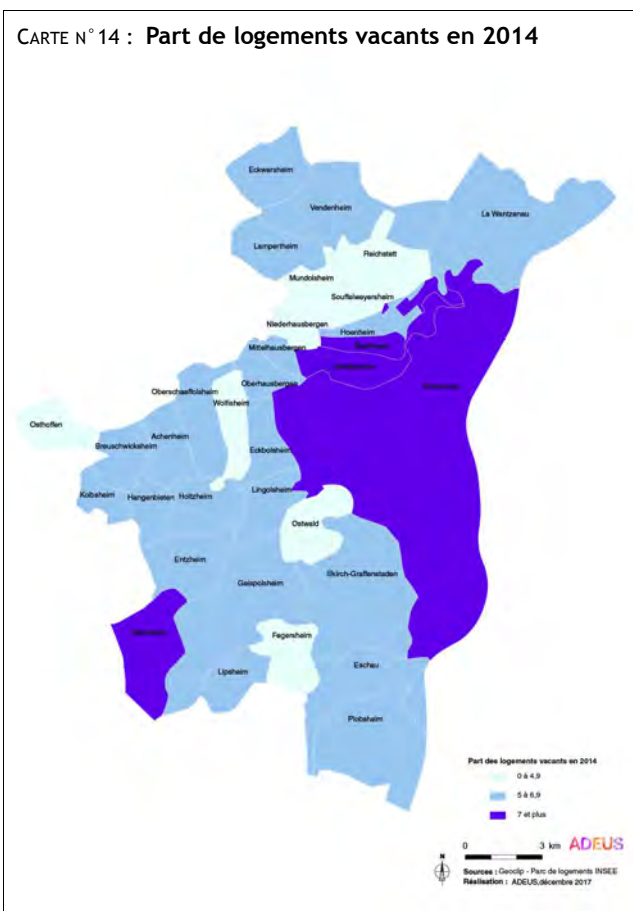 CARTE N°14 : Part de logements vacants en 2014
Eckwersheim
Vendenheim
La Wantzenau
Lampertheim
Reichstett
Mundolsheim
Souffelweyersheim
Niederhausbergen
Hoenheim
Mittelhausbergen
Oberhausbergen
Oberschaeffolsheim
Wolfisheim
Osthoffen
Achenheim
Breuschwickersheim
Eckbolsheim
Kolbsheim
Hangenbieten
Holtzheim
Lingolsheim
Ostwald
Entzheim
Geispolsheim
Illkirch-Graffenstaden
Fegersheim
Lipsheim
Eschau
Plobsheim
Part des logements vacants en 2014
0 à 4,9
5 à 6,9
7 et plus
0 3 km ADEUS
N
Sources : Geoclip - Parc de logements INSEE
Réalisation : ADEUS,décembre 2017